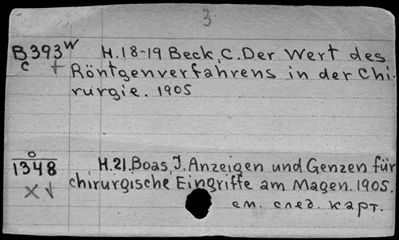 3
B393w H.18-19 Beck, C. Der Wert des
c + Röntgenverfahrens in der Chi-
rurgie. 1905
0
1348 H.21. Boas, J. Anzeigen und Genzen für
x √ chirurgische Eingriffe am Magen. 1905.
см. след. карт.